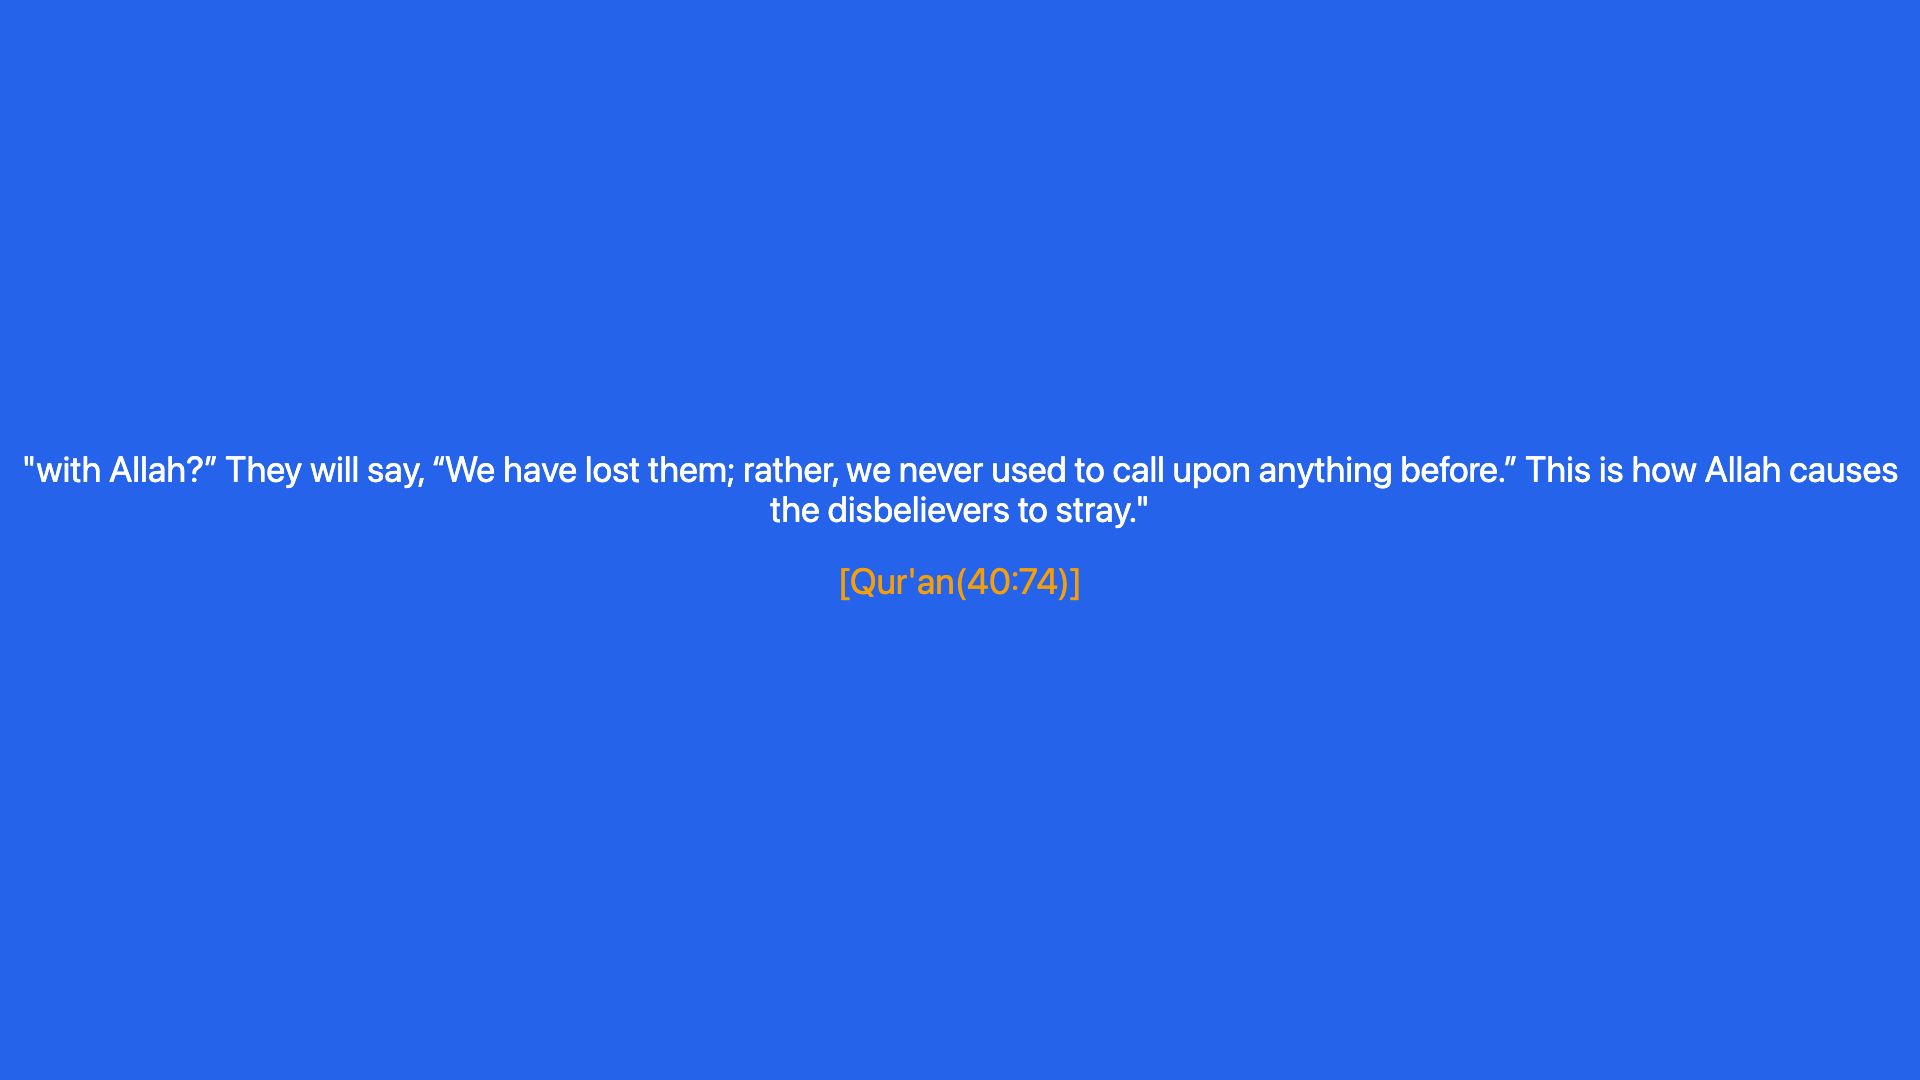 "with Allah?” They will say, “We have lost them; rather, we never used to call upon anything before.” This is how Allah causes
the disbelievers to stray."
[Qur'an(40:74)]